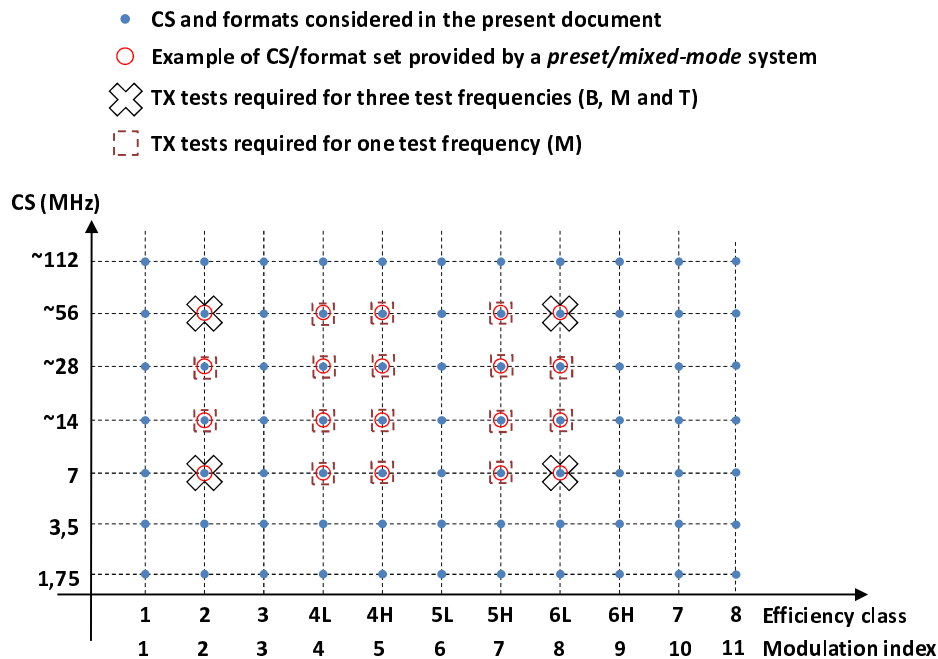 CS and formats considered in the present document
Example of CS/format set provided by a preset/mixed-mode system
TX tests required for three test frequencies (B, M and T)
TX tests required for one test frequency (M)
CS (MHz)
~112
~56
~28
~14
7
3,5
1,75
1 2 3 4L 4H 5L 5H 6L 6H 7 8 Efficiency class
1 2 3 4 5 6 7 8 9 10 11 Modulation index